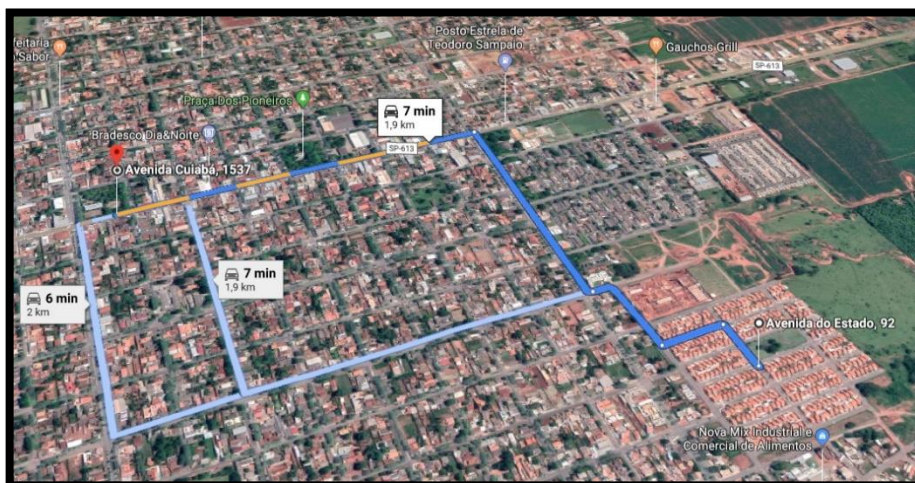 feitaria
Sabor
Posto Estrela de
Teodoro Sampaio
Gauchos Grill
SP-613
Praça Dos Pioneiros
7 min
1,9 km
Bradesco Dia&Noite
SP-613
Avenida Cuiabá, 1537
7 min
1,9 km
6 min
2 km
Avenida do Estado, 92
Nova Mix Industrial e
Comercial de Alimentos